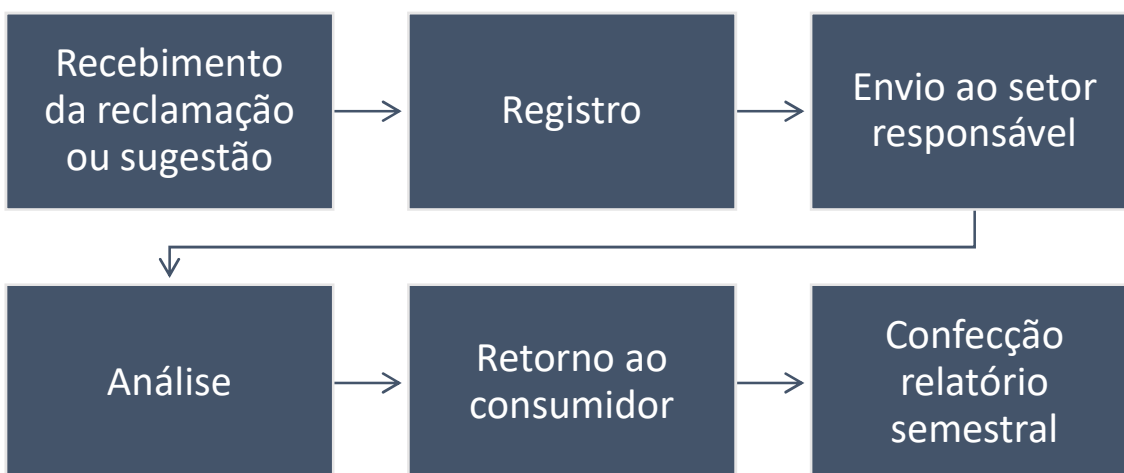 Recebimento
da reclamação
ou sugestão
Registro
Envio ao setor
responsável
Análise
Retorno ao
consumidor
Confecção
relatório
semestral